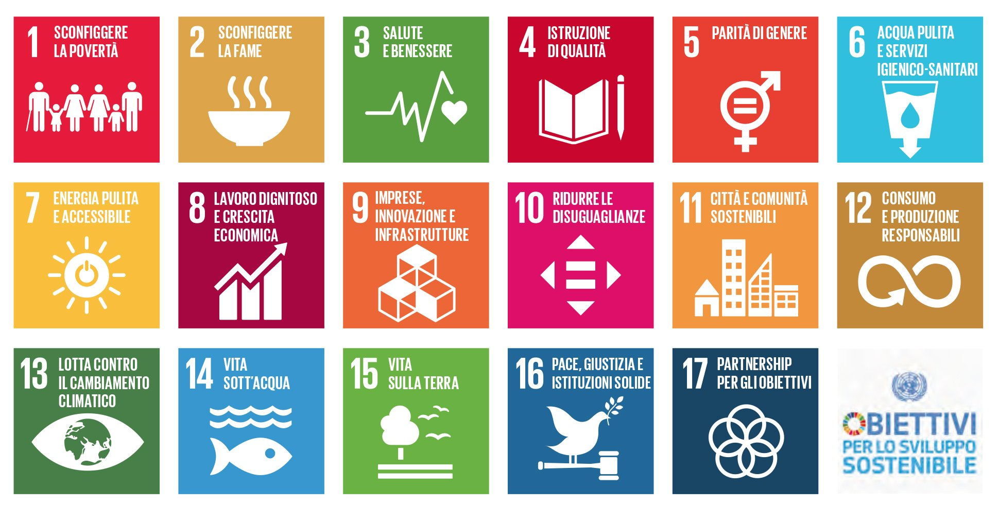 1 SCONFIGGERE
LA POVERTÀ
2 SCONFIGGERE
LA FAME
3 SALUTE
E BENESSERE
4 ISTRUZIONE
DI QUALITÀ
5 PARITÀ DI GENERE
6 ACQUA PULITA
E SERVIZI
IGIENICO-SANITARI
7 ENERGIA PULITA
E ACCESSIBILE
8 LAVORO DIGNITOSO
E CRESCITA
ECONOMICA
9 IMPRESE,
INNOVAZIONE E
INFRASTRUTTURE
10 RIDURRE LE
DISUGUAGLIANZE
11 CITTÀ E COMUNITÀ
SOSTENIBILI
12 CONSUMO
E PRODUZIONE
RESPONSABILI
13 LOTTA CONTRO
IL CAMBIAMENTO
CLIMATICO
14 VITA
SOTT'ACQUA
15 VITA
SULLA TERRA
16 PACE, GIUSTIZIA E
ISTITUZIONI SOLIDE
17 PARTNERSHIP
PER GLI OBIETTIVI
OBIETTIVI
PER LO SVILUPPO
SOSTENIBILE